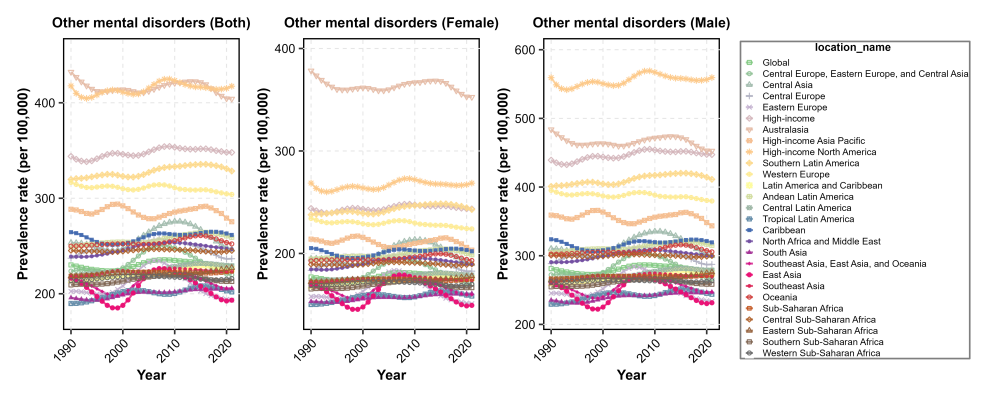 Other mental disorders (Both)
Other mental disorders (Female)
Other mental disorders (Male)
Prevalence rate (per 100,000)
400
300
200
1990
2000
2010
2020
Year
Prevalence rate (per 100,000)
400
300
200
1990
2000
2010
2020
Year
Prevalence rate (per 100,000)
600
500
400
300
200
1990
2000
2010
2020
Year
location_name
Global
Central Europe, Eastern Europe, and Central Asia
Central Asia
Central Europe
Eastern Europe
High-income
Australasia
High-income Asia Pacific
High-income North America
Southern Latin America
Western Europe
Latin America and Caribbean
Andean Latin America
Central Latin America
Tropical Latin America
Caribbean
North Africa and Middle East
South Asia
Southeast Asia, East Asia, and Oceania
East Asia
Southeast Asia
Oceania
Sub-Saharan Africa
Central Sub-Saharan Africa
Eastern Sub-Saharan Africa
Southern Sub-Saharan Africa
Western Sub-Saharan Africa